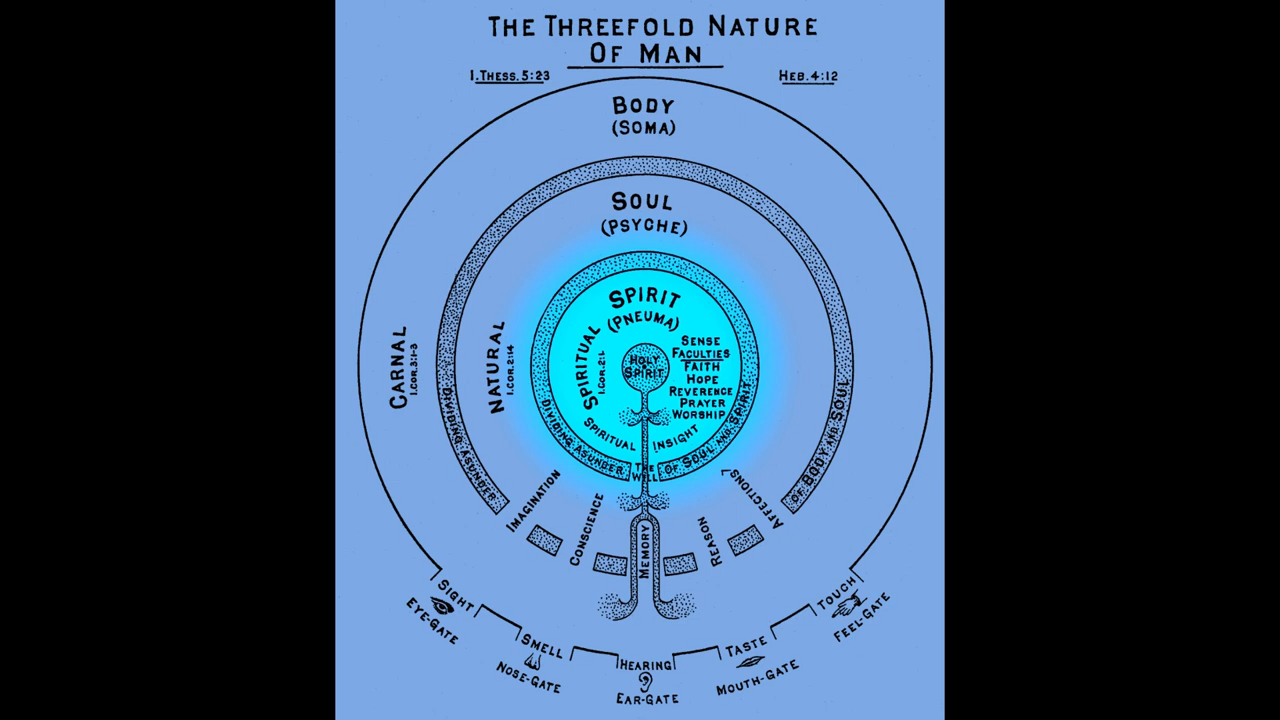 THE THREEFOLD NATURE
OF MAN
I. THESS. 5:23
HEB. 4:12
BODY
(SOMA)
SOUL
(PSYCHE)
SPIRIT
(PNEUMA)
CARNAL
I.COR.3:1-3
NATURAL
I.COR.2:14
SPIRITUAL
I.COR.2:1-
HOLY
SPIRIT
SENSE
FACULTIES
FAITH
HOPE
REVERENCE
PRAYER
WORSHIP
SPIRITUAL INSIGHT
DIVIDING ASUNDER
THE
WILL
OF SOUL AND SPIRIT
DIVIDING ASUNDER
OF BODY AND SOUL
IMAGINATION
CONSCIENCE
MEMORY
REASON
AFFECTIONS
SIGHT
EYE-GATE
SMELL
NOSE-GATE
HEARING
EAR-GATE
TASTE
MOUTH-GATE
TOUCH
FEEL-GATE